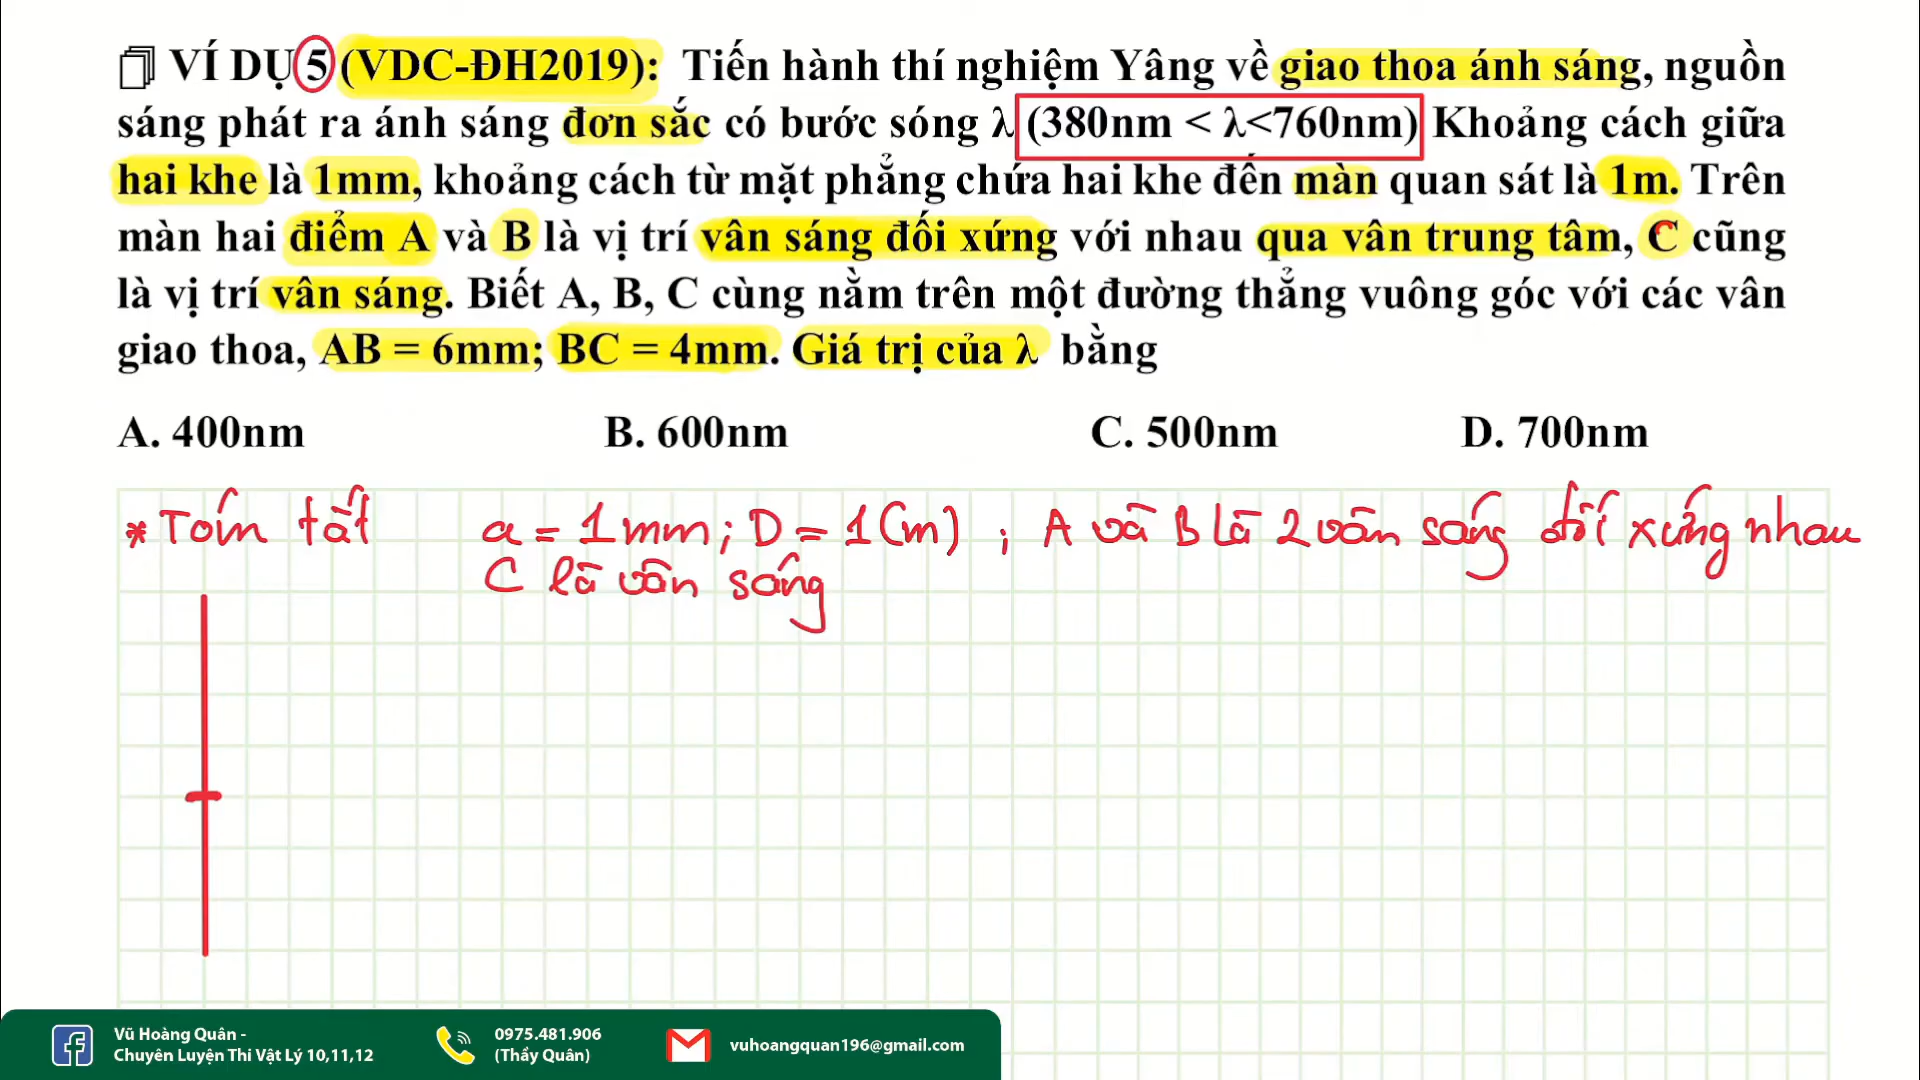 VÍ DỤ 5 (VDC-ĐH2019): Tiến hành thí nghiệm Yâng về giao thoa ánh sáng, nguồn
sáng phát ra ánh sáng đơn sắc có bước sóng λ (380nm < λ<760nm) Khoảng cách giữa
hai khe là 1mm, khoảng cách từ mặt phẳng chứa hai khe đến màn quan sát là 1m. Trên
màn hai điểm A và B là vị trí vân sáng đối xứng với nhau qua vân trung tâm, C cũng
là vị trí vân sáng. Biết A, B, C cùng nằm trên một đường thẳng vuông góc với các vân
giao thoa, AB = 6mm; BC = 4mm. Giá trị của λ bằng
A. 400nm B. 600nm C. 500nm D. 700nm
* Tóm tắt a = 1mm; D = 1(m) ; A và B là 2 vân sáng đối xứng nhau
C là vân sáng
Vũ Hoàng Quân -
Chuyên Luyện Thi Vật Lý 10,11,12
0975.481.906
(Thầy Quân)
vuhoangquan196@gmail.com